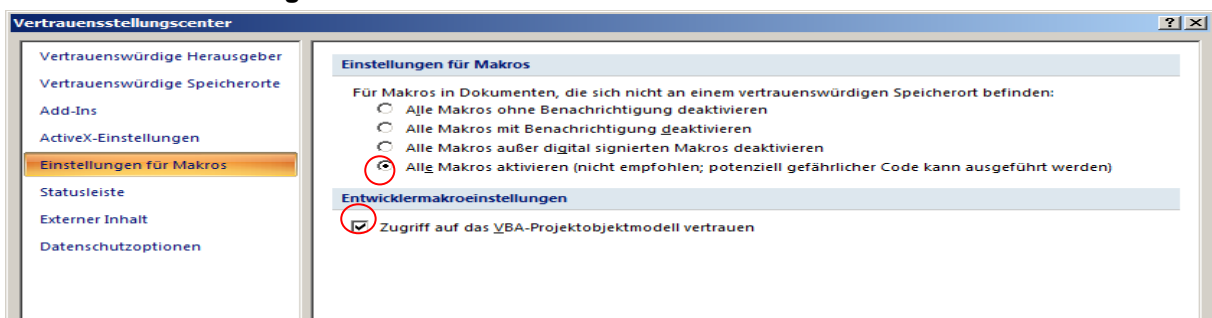 Vertrauensstellungscenter
Vertrauenswürdige Herausgeber
Vertrauenswürdige Speicherorte
Add-Ins
ActiveX-Einstellungen
Einstellungen für Makros
Statusleiste
Externer Inhalt
Datenschutzoptionen
Einstellungen für Makros
Für Makros in Dokumenten, die sich nicht an einem vertrauenswürdigen Speicherort befinden:
Alle Makros ohne Benachrichtigung deaktivieren
Alle Makros mit Benachrichtigung deaktivieren
Alle Makros außer digital signierten Makros deaktivieren
Alle Makros aktivieren (nicht empfohlen; potenziell gefährlicher Code kann ausgeführt werden)
Entwicklermakroeinstellungen
Zugriff auf das VBA-Projektobjektmodell vertrauen